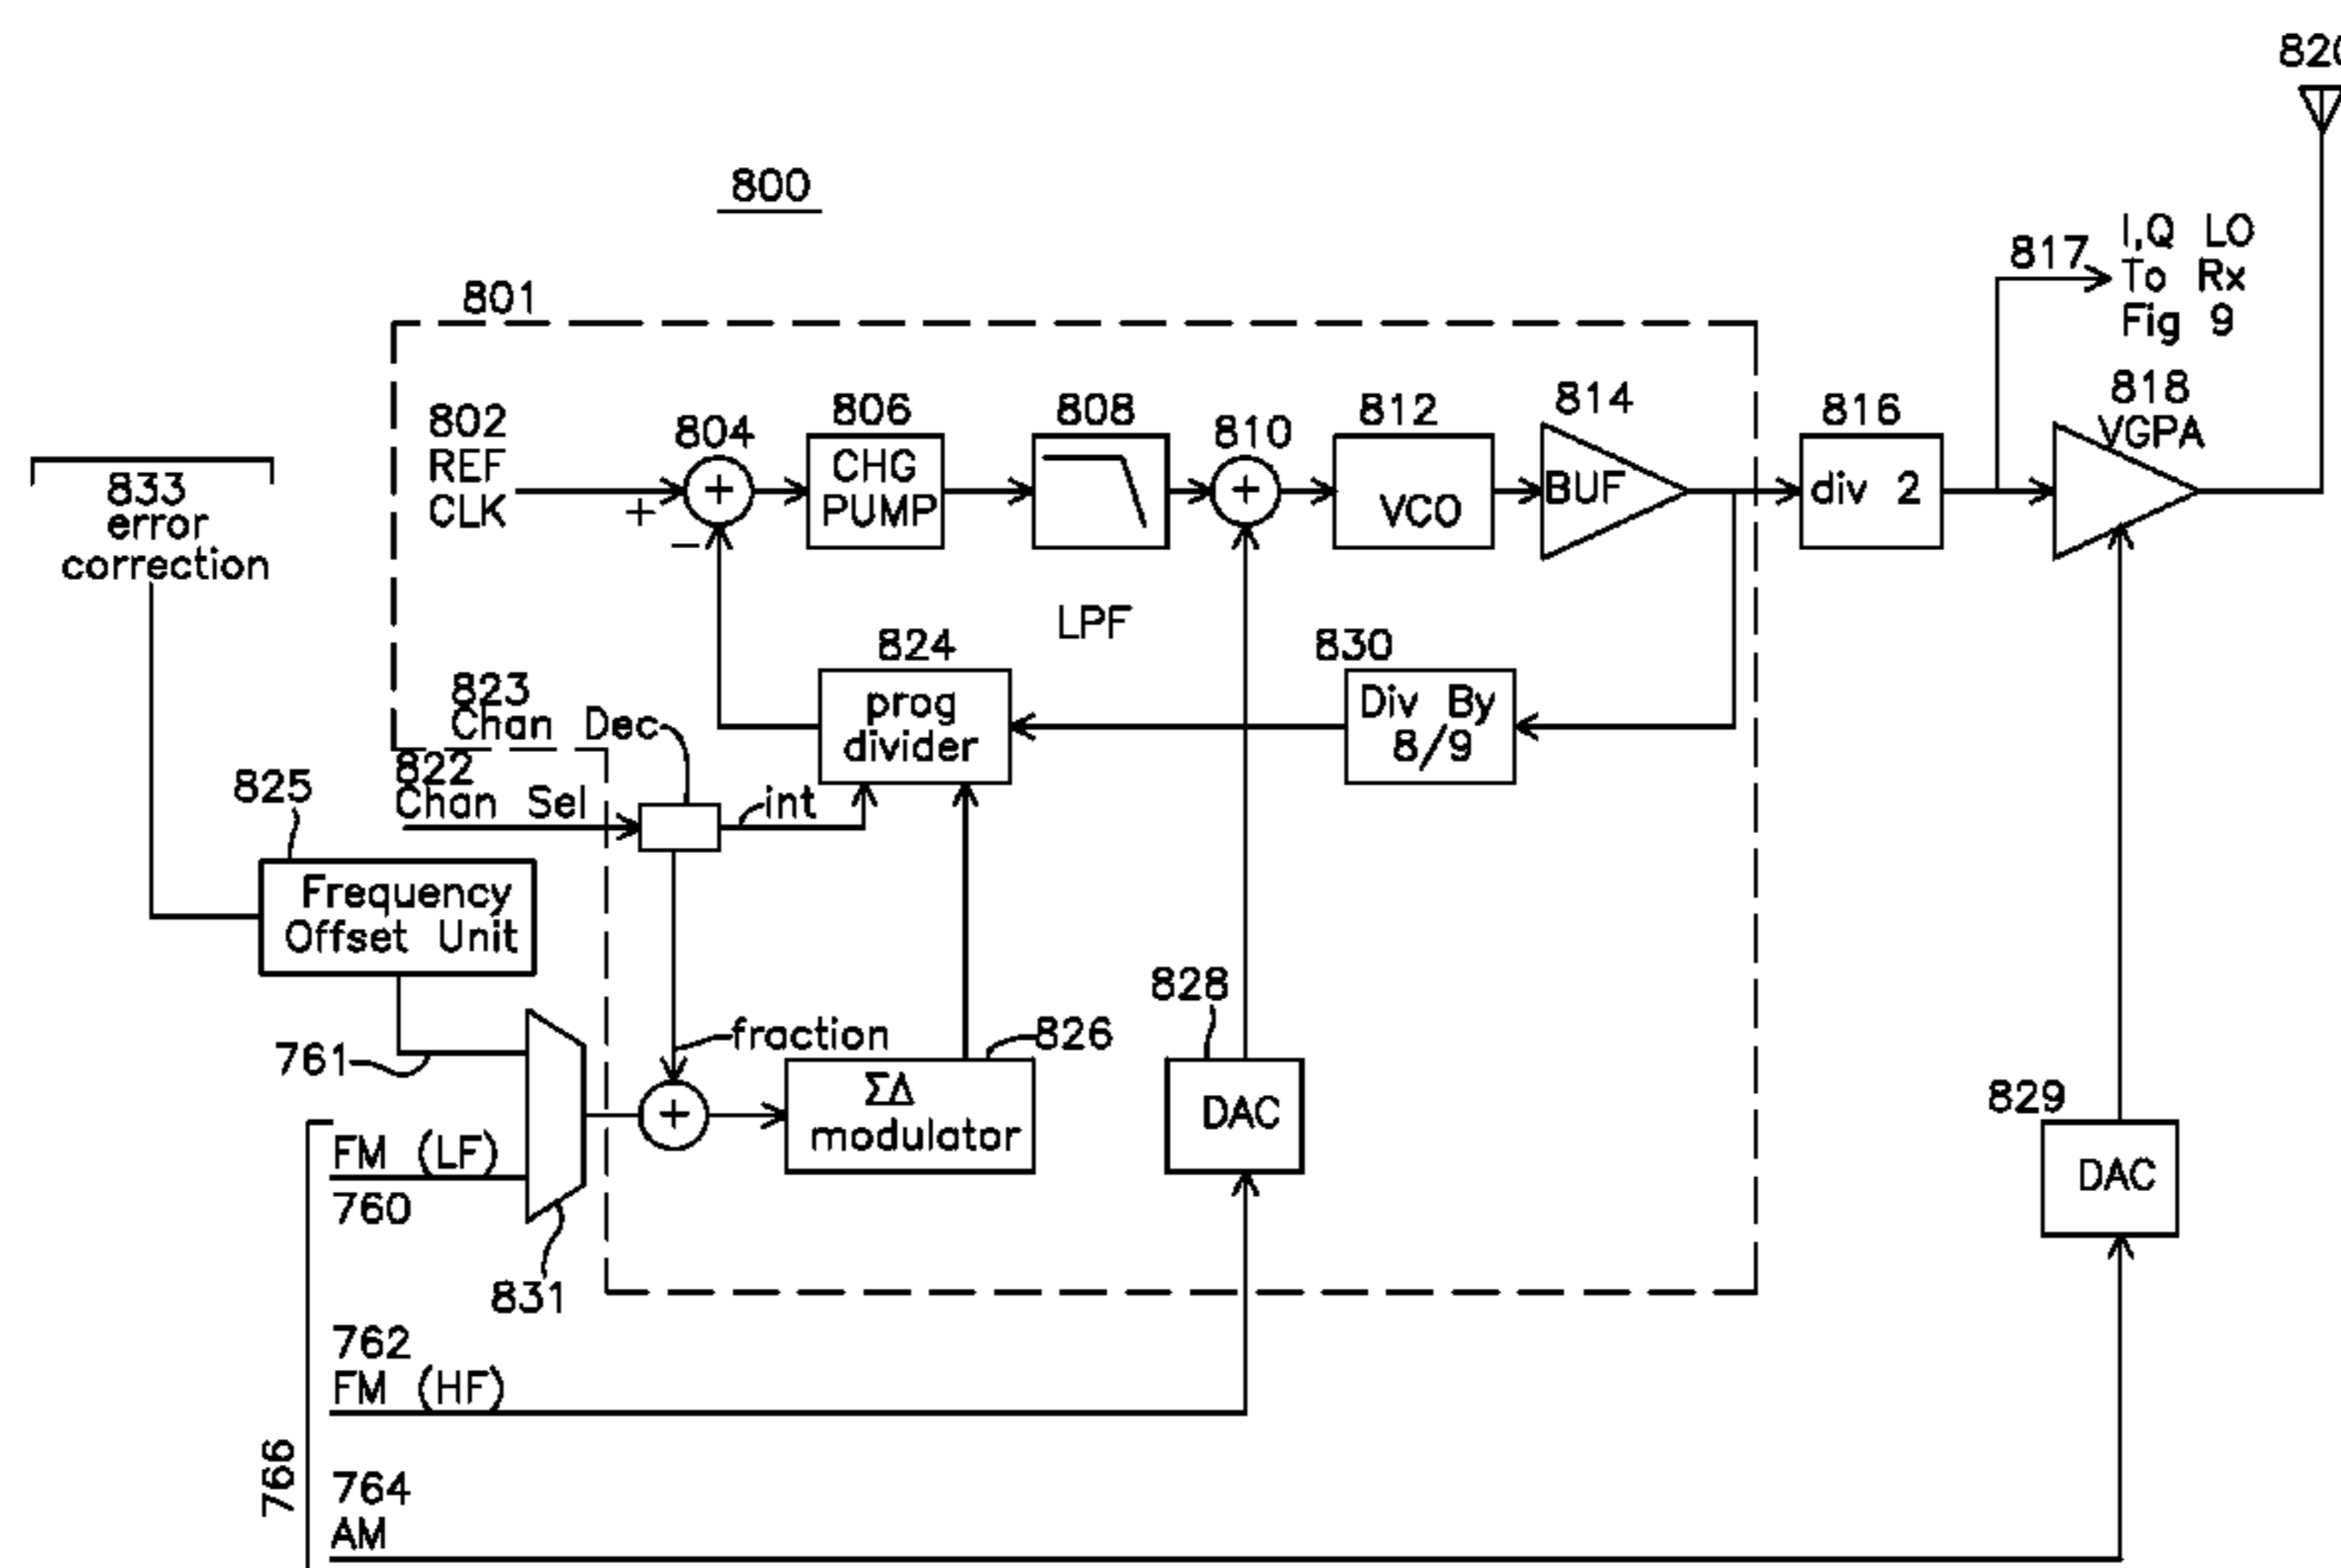 820
800
817
I,Q LO
To Rx
Fig 9
801
802
REF
CLK
+
−
804
+
806
CHG
PUMP
808
LPF
810
+
812
VCO
814
BUF
816
div 2
818
VGPA
833
error
correction
823
Chan Dec
822
Chan Sel
int
824
prog
divider
830
Div By
8/9
825
Frequency
Offset Unit
761
fraction
+
826
ΣΔ
modulator
828
DAC
829
DAC
FM (LF)
760
831
762
FM (HF)
766
764
AM